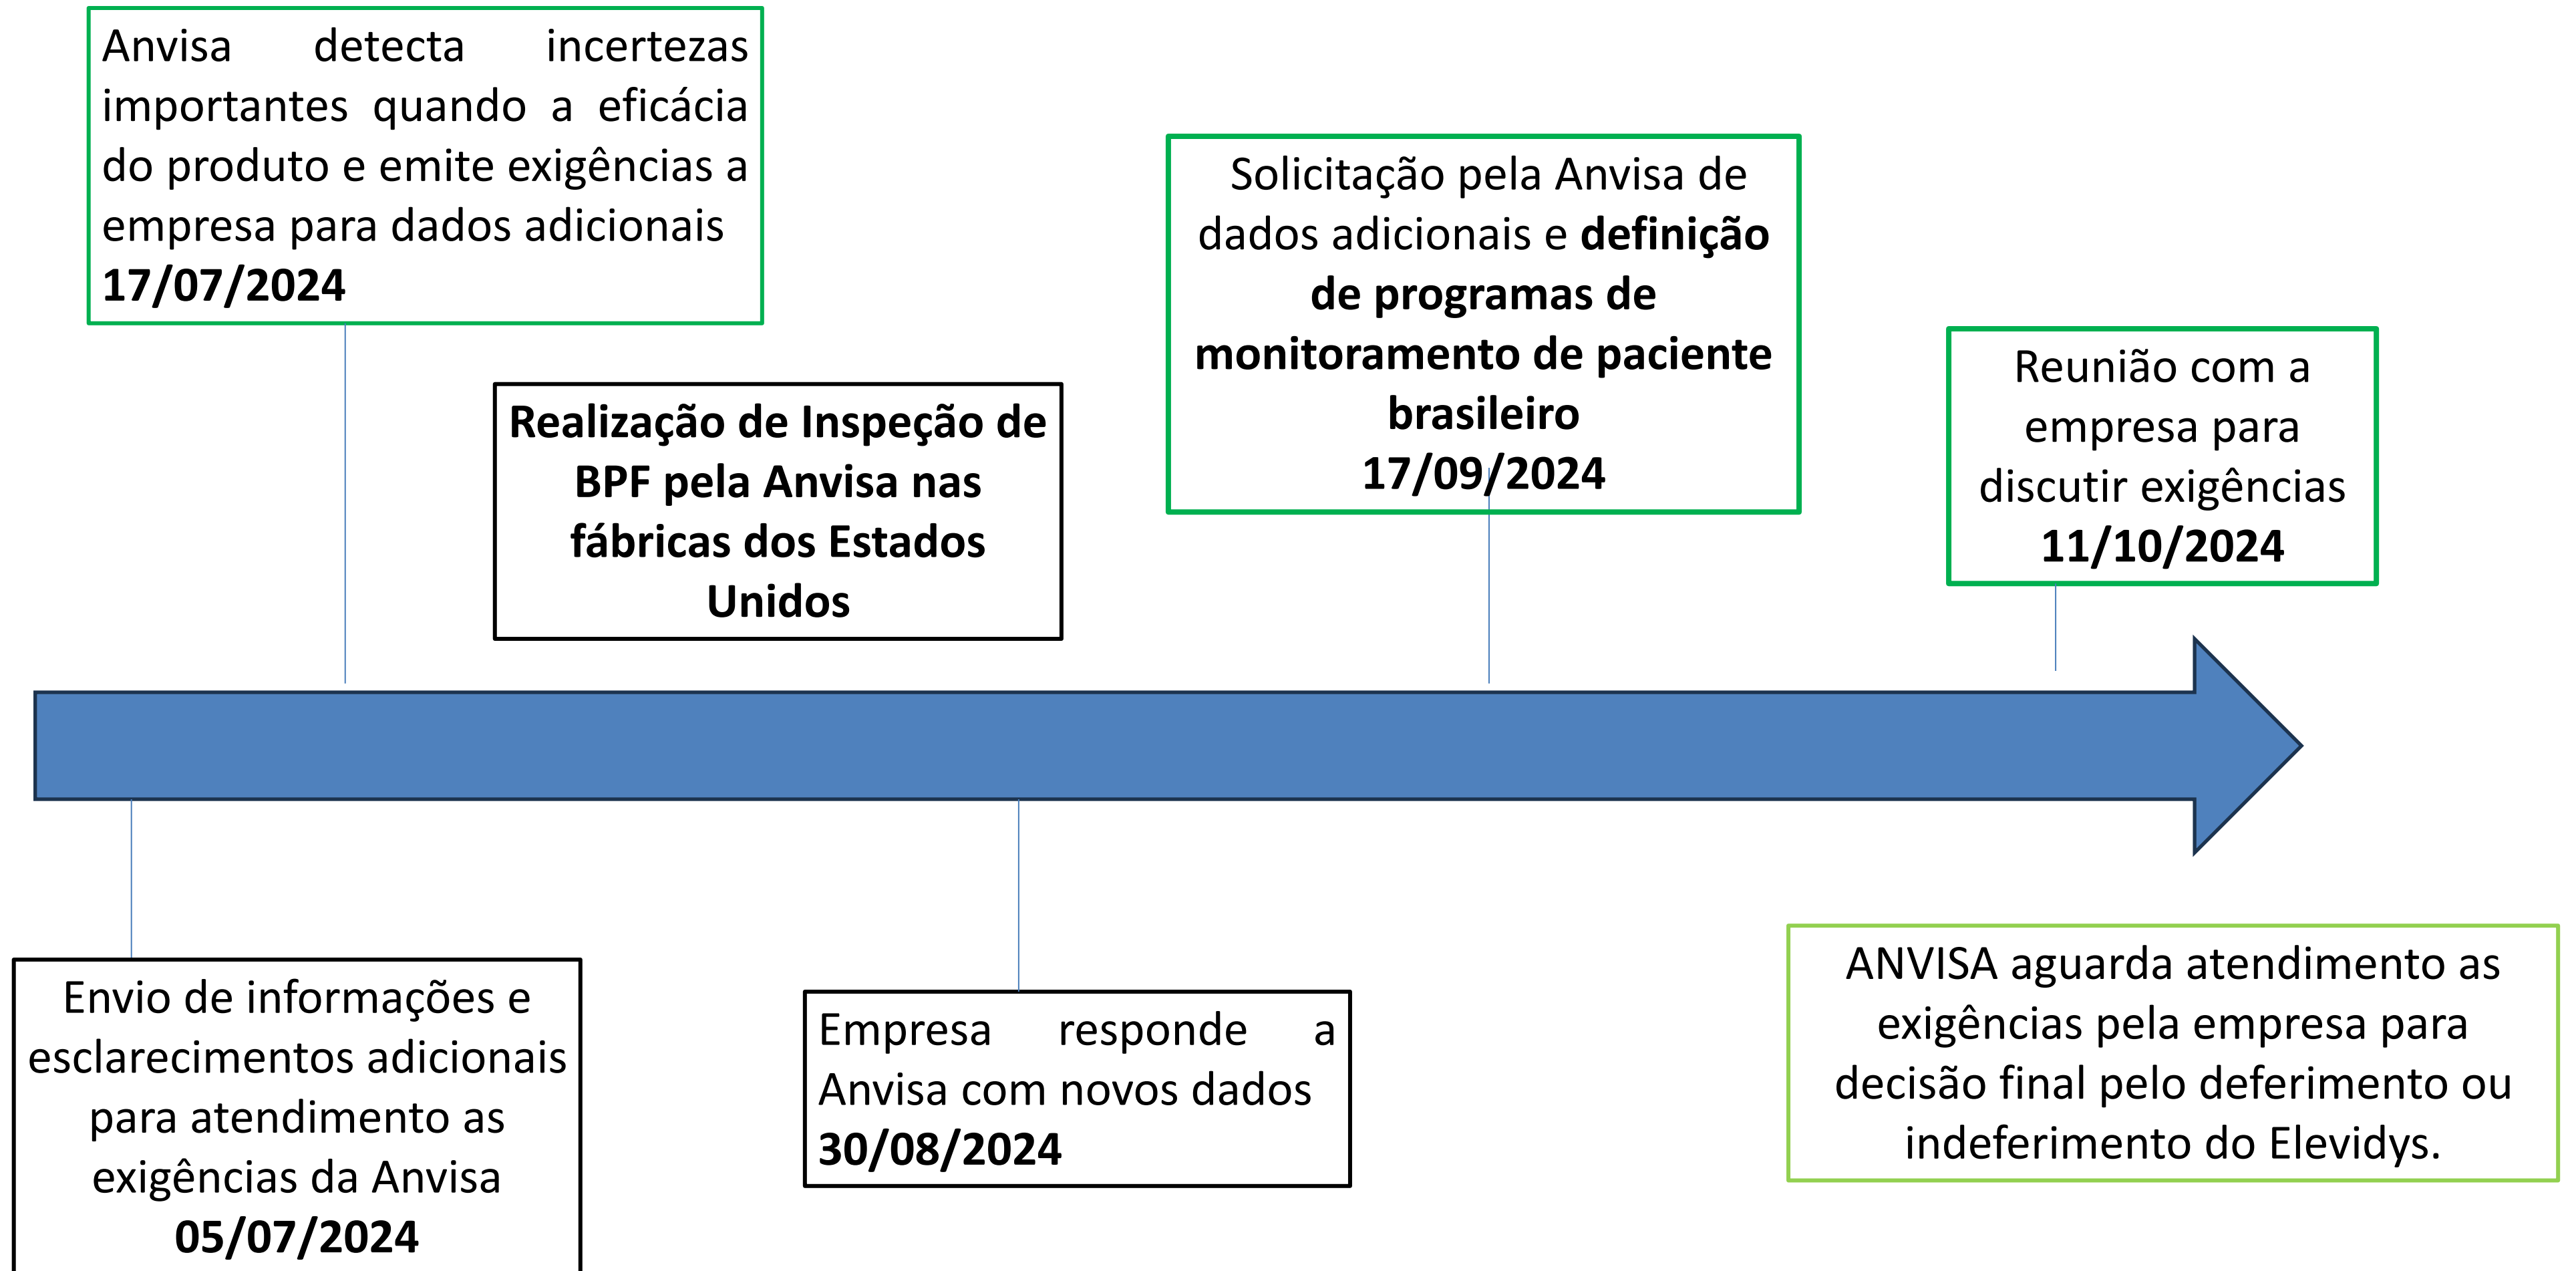 Anvisa detecta incertezas
importantes quando a eficácia
do produto e emite exigências a
empresa para dados adicionais
17/07/2024
Realização de Inspeção de
BPF pela Anvisa nas
fábricas dos Estados
Unidos
Solicitação pela Anvisa de
dados adicionais e definição
de programas de
monitoramento de paciente
brasileiro
17/09/2024
Reunião com a
empresa para
discutir exigências
11/10/2024
Envio de informações e
esclarecimentos adicionais
para atendimento as
exigências da Anvisa
05/07/2024
Empresa responde a
Anvisa com novos dados
30/08/2024
ANVISA aguarda atendimento as
exigências pela empresa para
decisão final pelo deferimento ou
indeferimento do Elevidys.